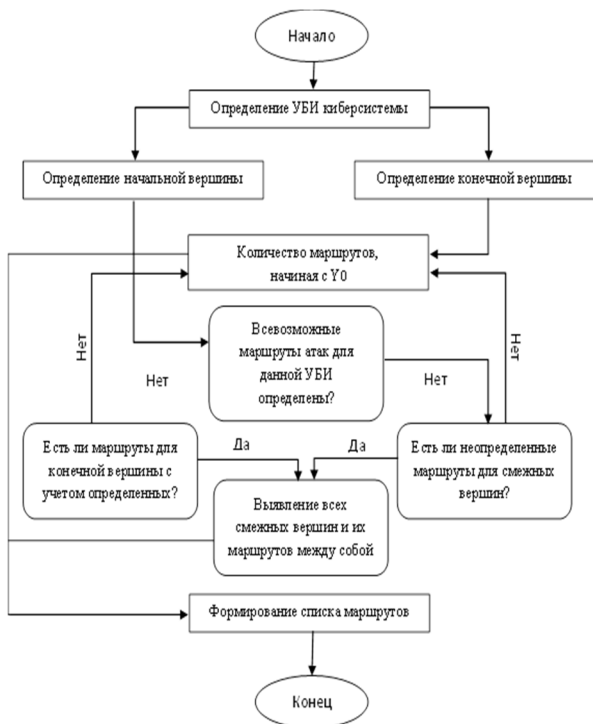 Начало
Определение УБИ киберсистемы
Определение начальной вершины
Определение конечной вершины
Количество маршрутов,
начиная с Y0
Всевозможные
маршруты атак для
данной УБИ
определены?
Нет
Нет
Нет
Нет
Есть ли маршруты для
конечной вершины с
учетом определенных?
Да
Да
Есть ли неопределенные
маршруты для смежных
вершин?
Выявление всех
смежных вершин и их
маршрутов между собой
Формирование списка маршрутов
Конец